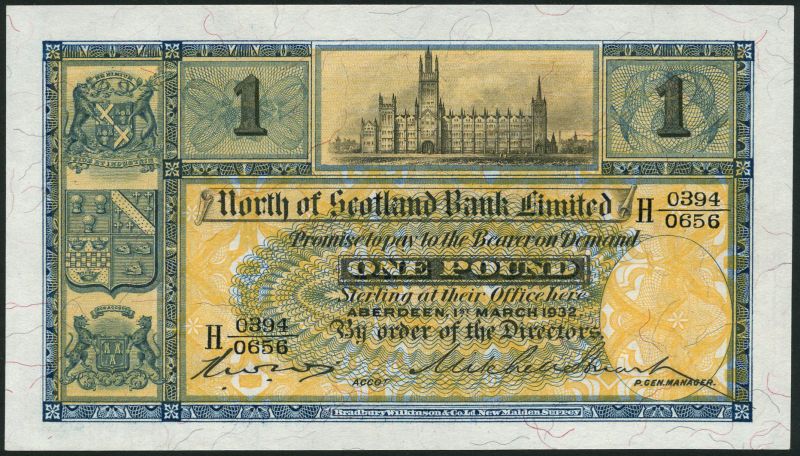 1
1
North of Scotland Bank Limited
H 0394/0656
Promise to pay to the Bearer on Demand
ONE POUND
Sterling at their Office here
ABERDEEN, 1ST MARCH 1932.
H 0394/0656
By order of the Directors.
ACCOT
P. GEN. MANAGER.
Bradbury Wilkinson & Co. Ld. New Malden Surrey